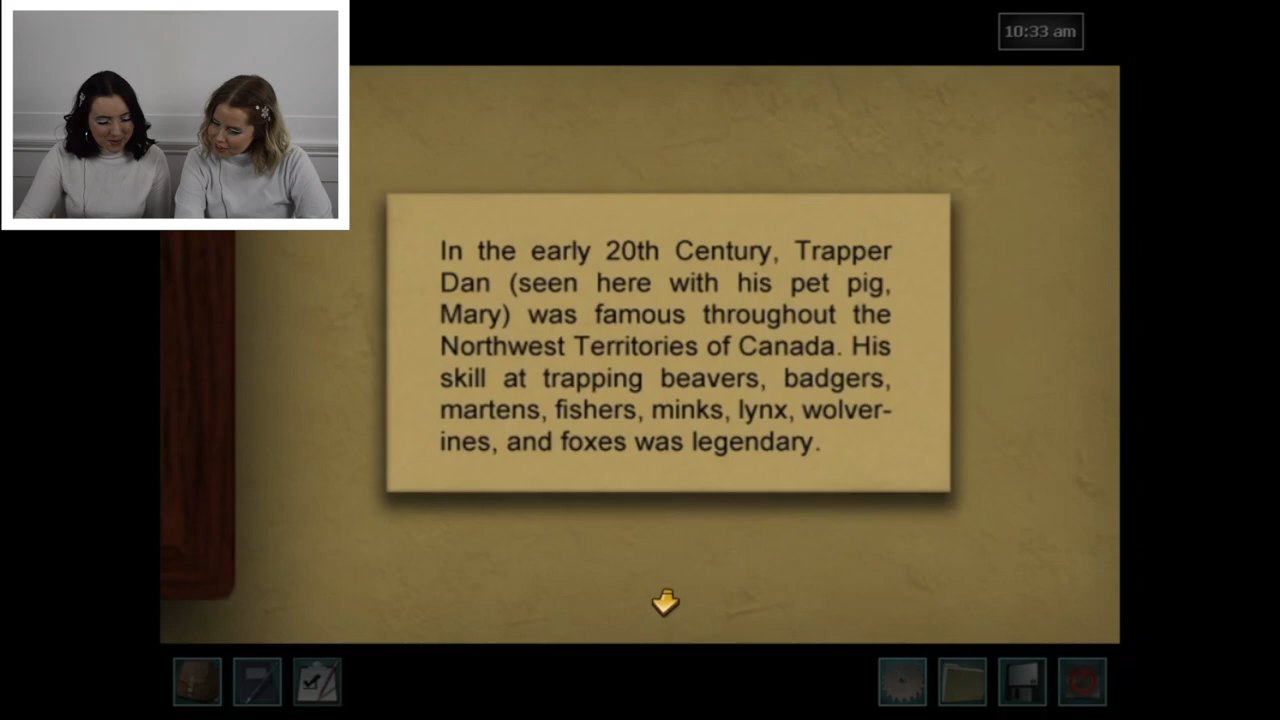 10:33 am
In the early 20th Century, Trapper
Dan (seen here with his pet pig,
Mary) was famous throughout the
Northwest Territories of Canada. His
skill at trapping beavers, badgers,
martens, fishers, minks, lynx, wolver-
ines, and foxes was legendary.